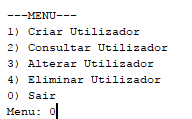 ---MENU---
1) Criar Utilizador
2) Consultar Utilizador
3) Alterar Utilizador
4) Eliminar Utilizador
0) Sair
Menu: 0